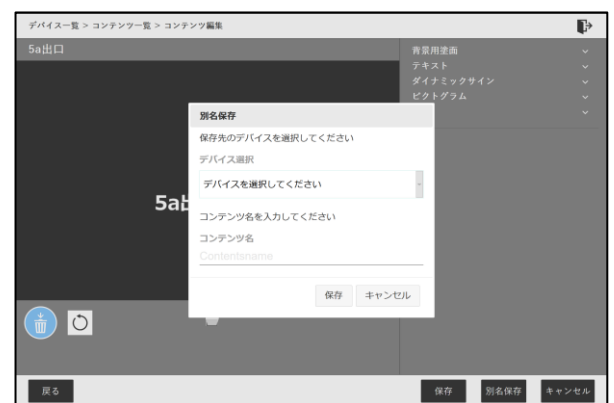 デバイス一覧 > コンテンツ一覧 > コンテンツ編集
5a出口
背景用塗面
テキスト
ダイナミックサイン
ピクトグラム
別名保存
保存先のデバイスを選択してください
デバイス選択
デバイスを選択してください
5a出
コンテンツ名を入力してください
コンテンツ名
Contentsname
保存 キャンセル
戻る 保存 別名保存 キャンセル